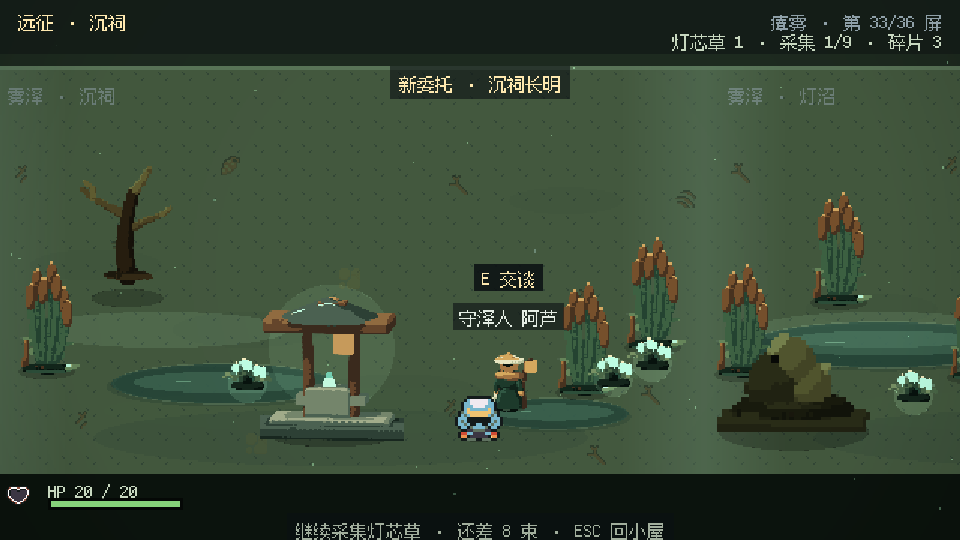 远征 · 沉祠
瘴雾 · 第 33/36 屏
灯芯草 1 · 采集 1/9 · 碎片 3
新委托 · 沉祠长明
雾泽 · 沉祠
雾泽 · 灯沼
E 交谈
守泽人 阿芦
HP 20 / 20
继续采集灯芯草 · 还差 8 束 · ESC 回小屋